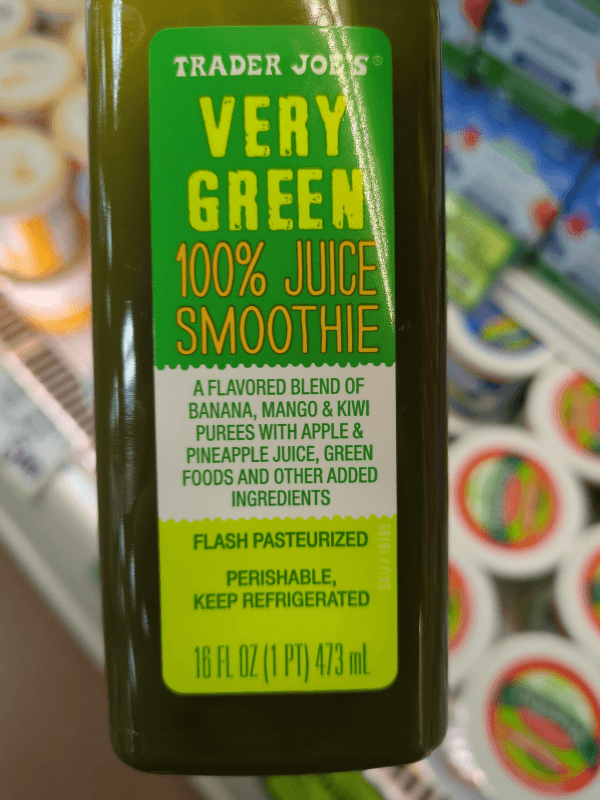 TRADER JOE'S®
VERY
GREEN
100% JUICE
SMOOTHIE
A FLAVORED BLEND OF
BANANA, MANGO & KIWI
PUREES WITH APPLE &
PINEAPPLE JUICE, GREEN
FOODS AND OTHER ADDED
INGREDIENTS
FLASH PASTEURIZED
PERISHABLE,
KEEP REFRIGERATED
16 FL OZ (1 PT) 473 mL